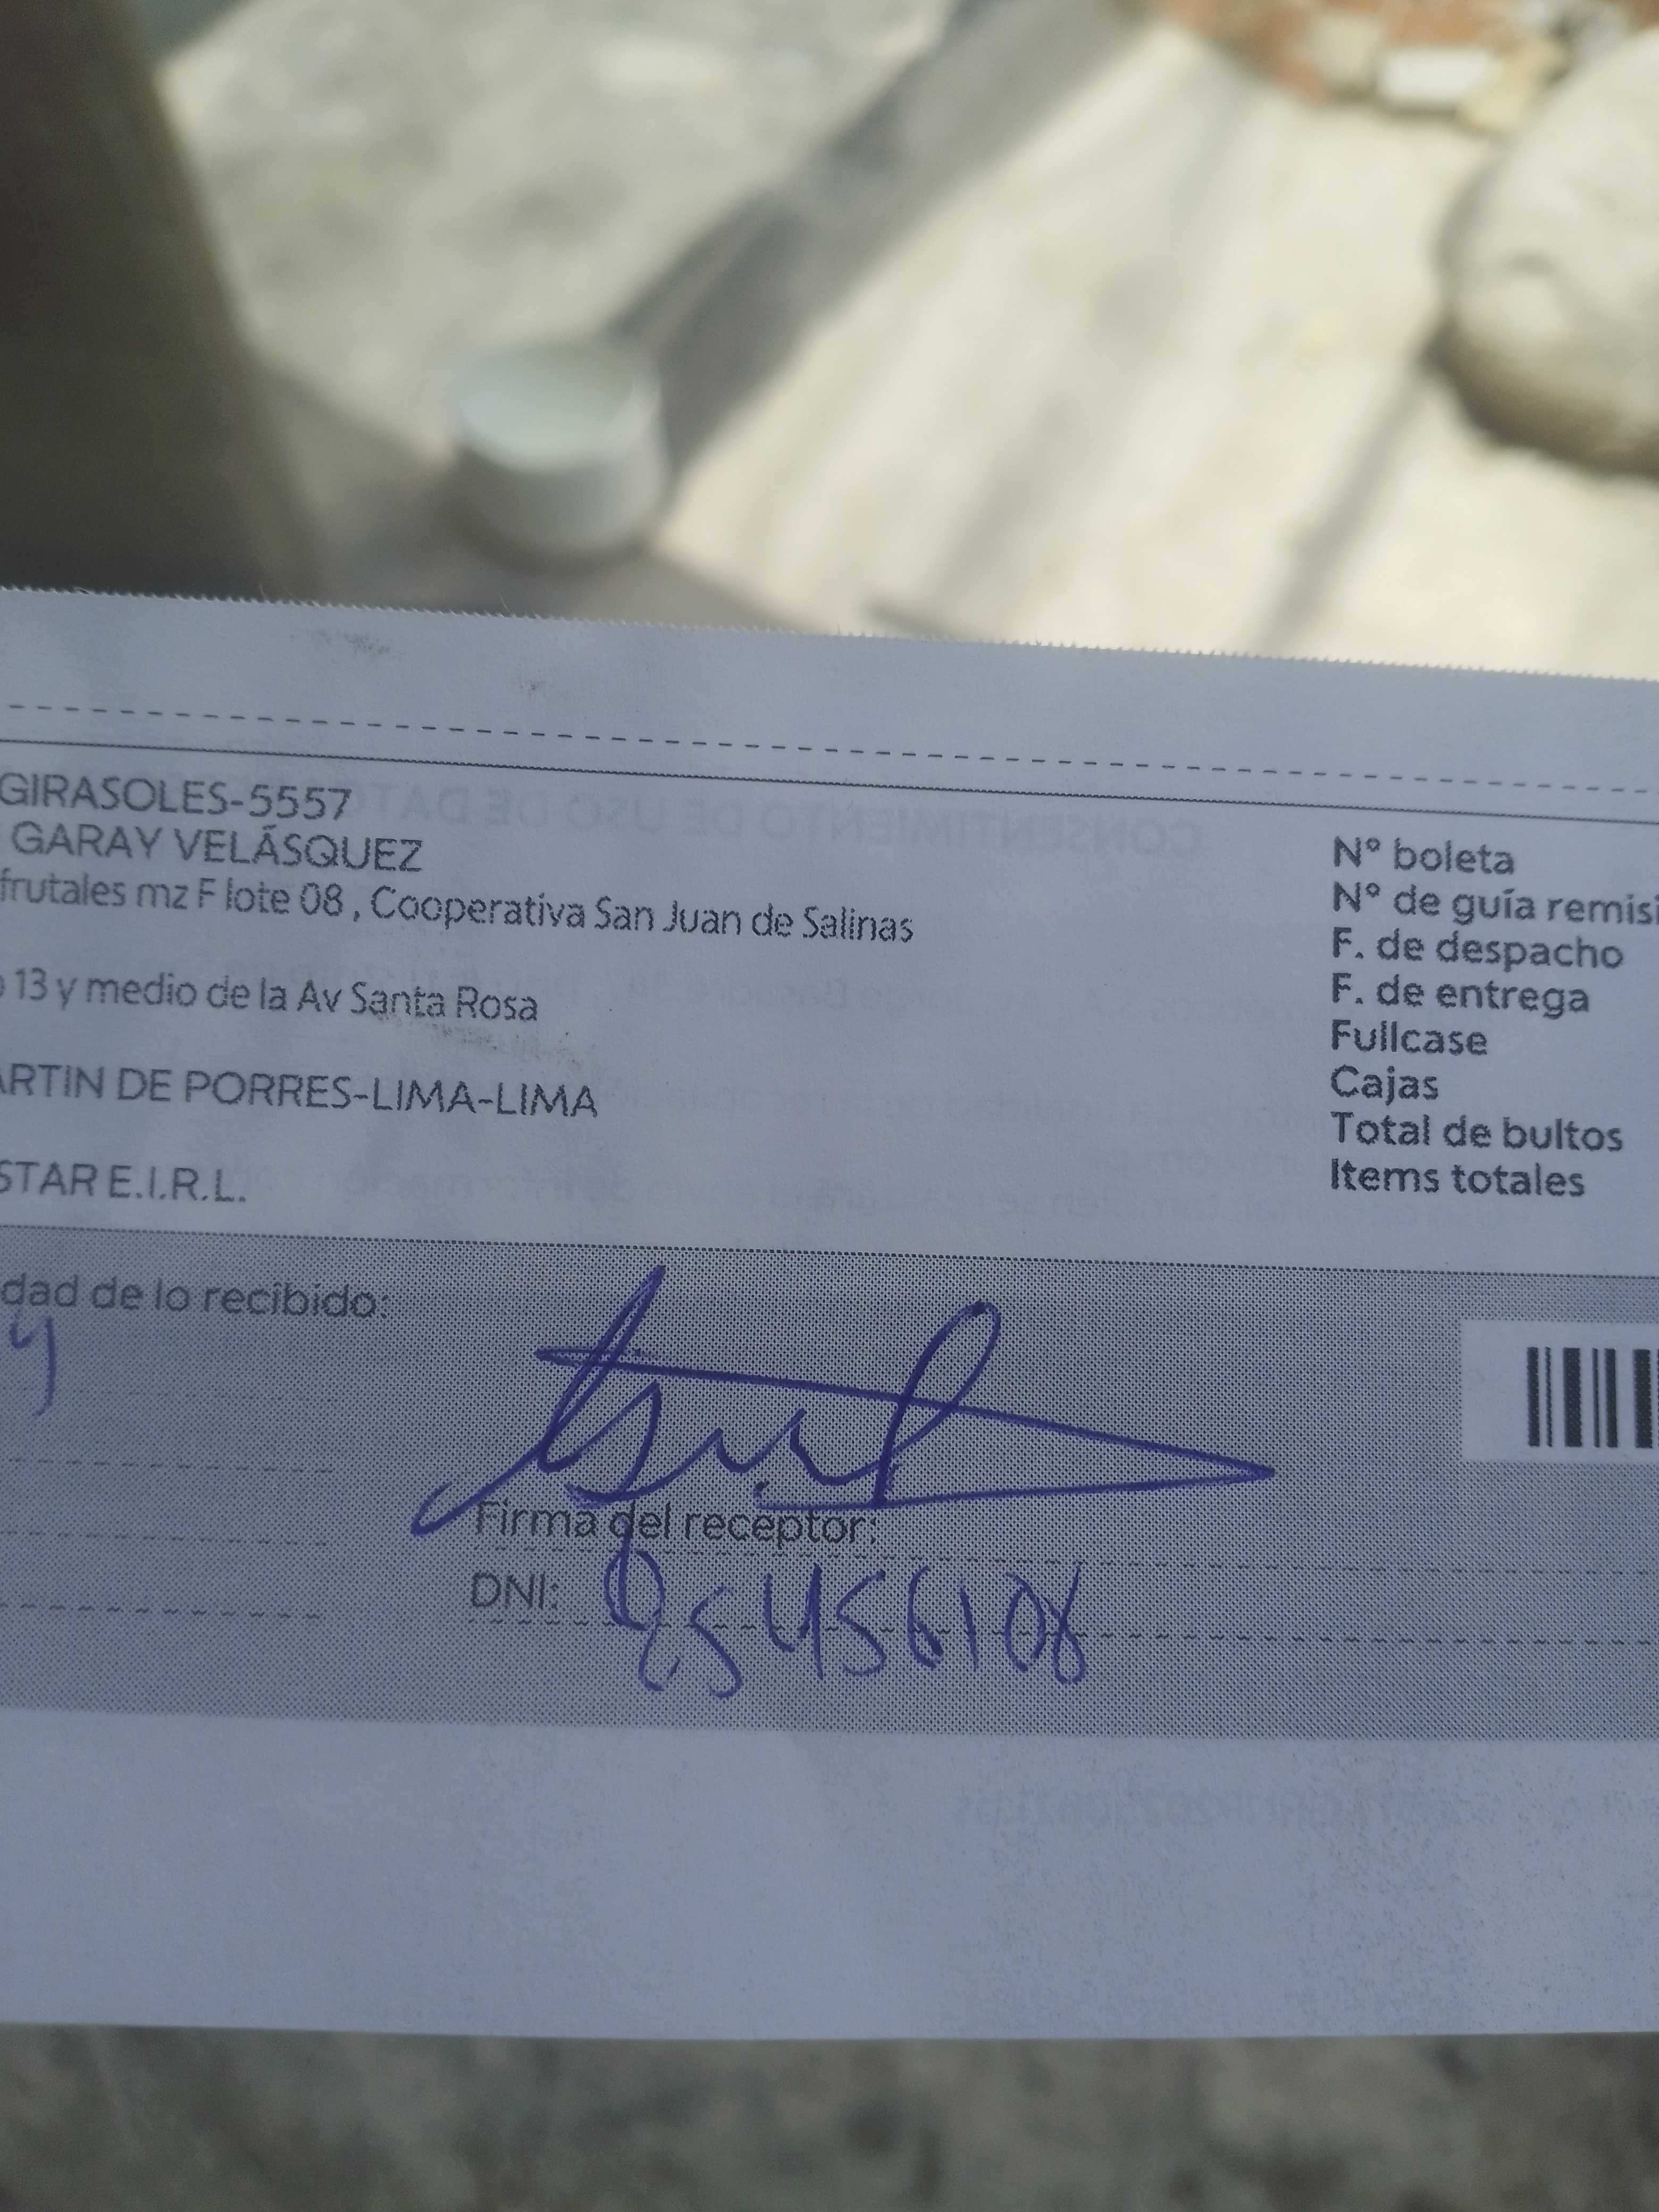 GIRASOLES-5557
GARAY VELÁSQUEZ
frutales mz F lote 08 , Cooperativa San Juan de Salinas
13 y medio de la Av Santa Rosa
ARTIN DE PORRES-LIMA-LIMA
STAR E.I.R.L.
N° boleta
N° de guía remisi
F. de despacho
F. de entrega
Fullcase
Cajas
Total de bultos
Items totales
dad de lo recibido:
y
Firma del receptor:
DNI: 25456108